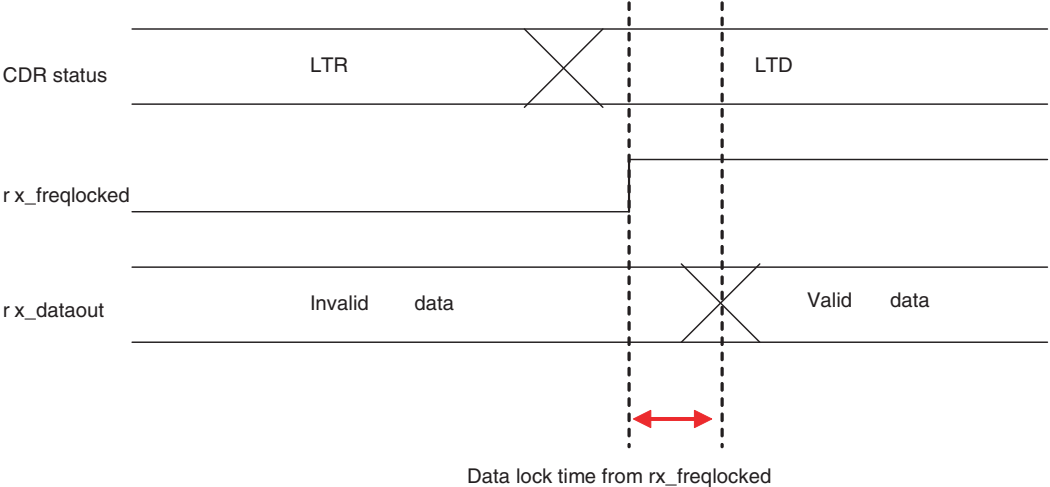 CDR status LTR LTD
r x_freqlocked
r x_dataout Invalid data Valid data
Data lock time from rx_freqlocked